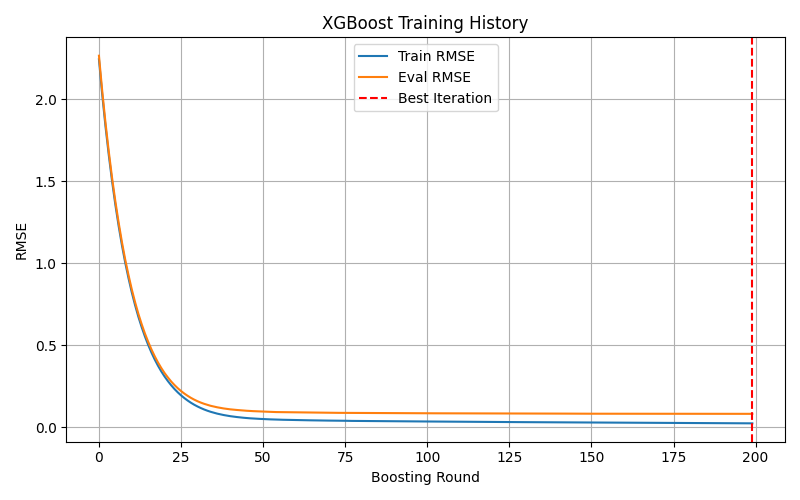 XGBoost Training History
Train RMSE
Eval RMSE
Best Iteration
2.0
1.5
1.0
0.5
0.0
RMSE
0 25 50 75 100 125 150 175 200
Boosting Round